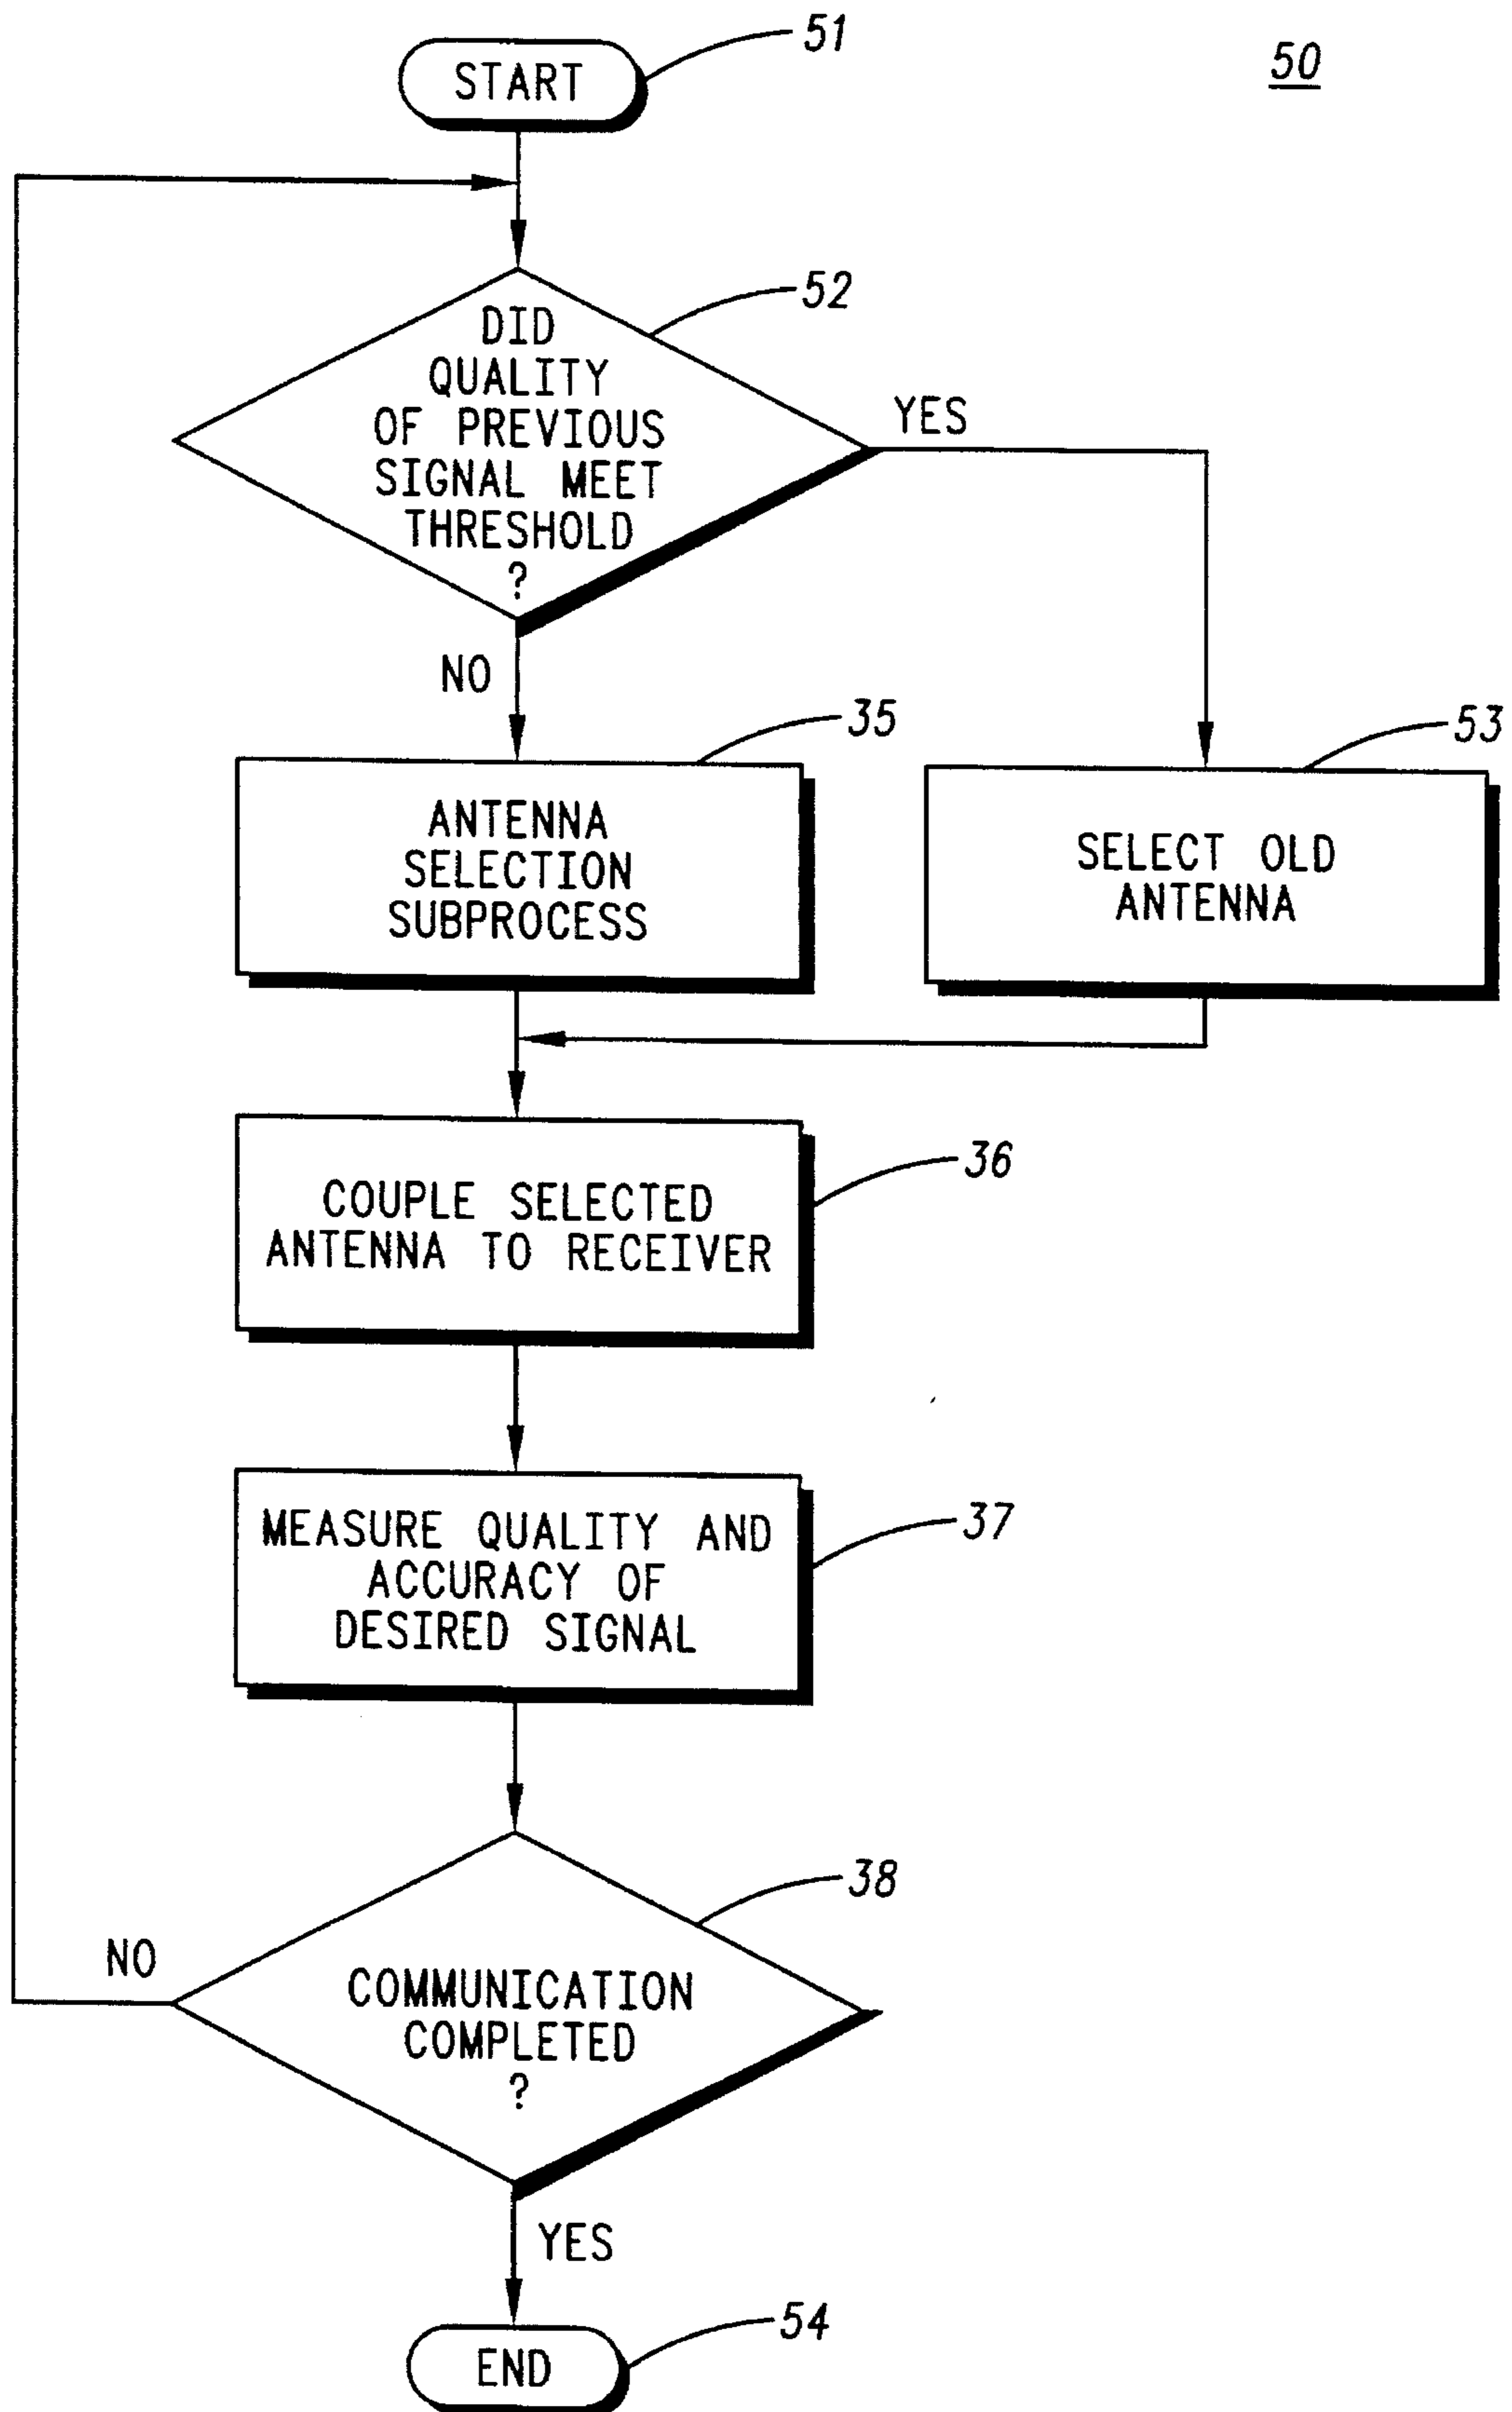 51
START
50
52
DID
QUALITY
OF PREVIOUS
SIGNAL MEET
THRESHOLD
?
YES
NO
35
53
ANTENNA
SELECTION
SUBPROCESS
SELECT OLD
ANTENNA
36
COUPLE SELECTED
ANTENNA TO RECEIVER
37
MEASURE QUALITY AND
ACCURACY OF
DESIRED SIGNAL
38
NO
COMMUNICATION
COMPLETED
?
YES
54
END